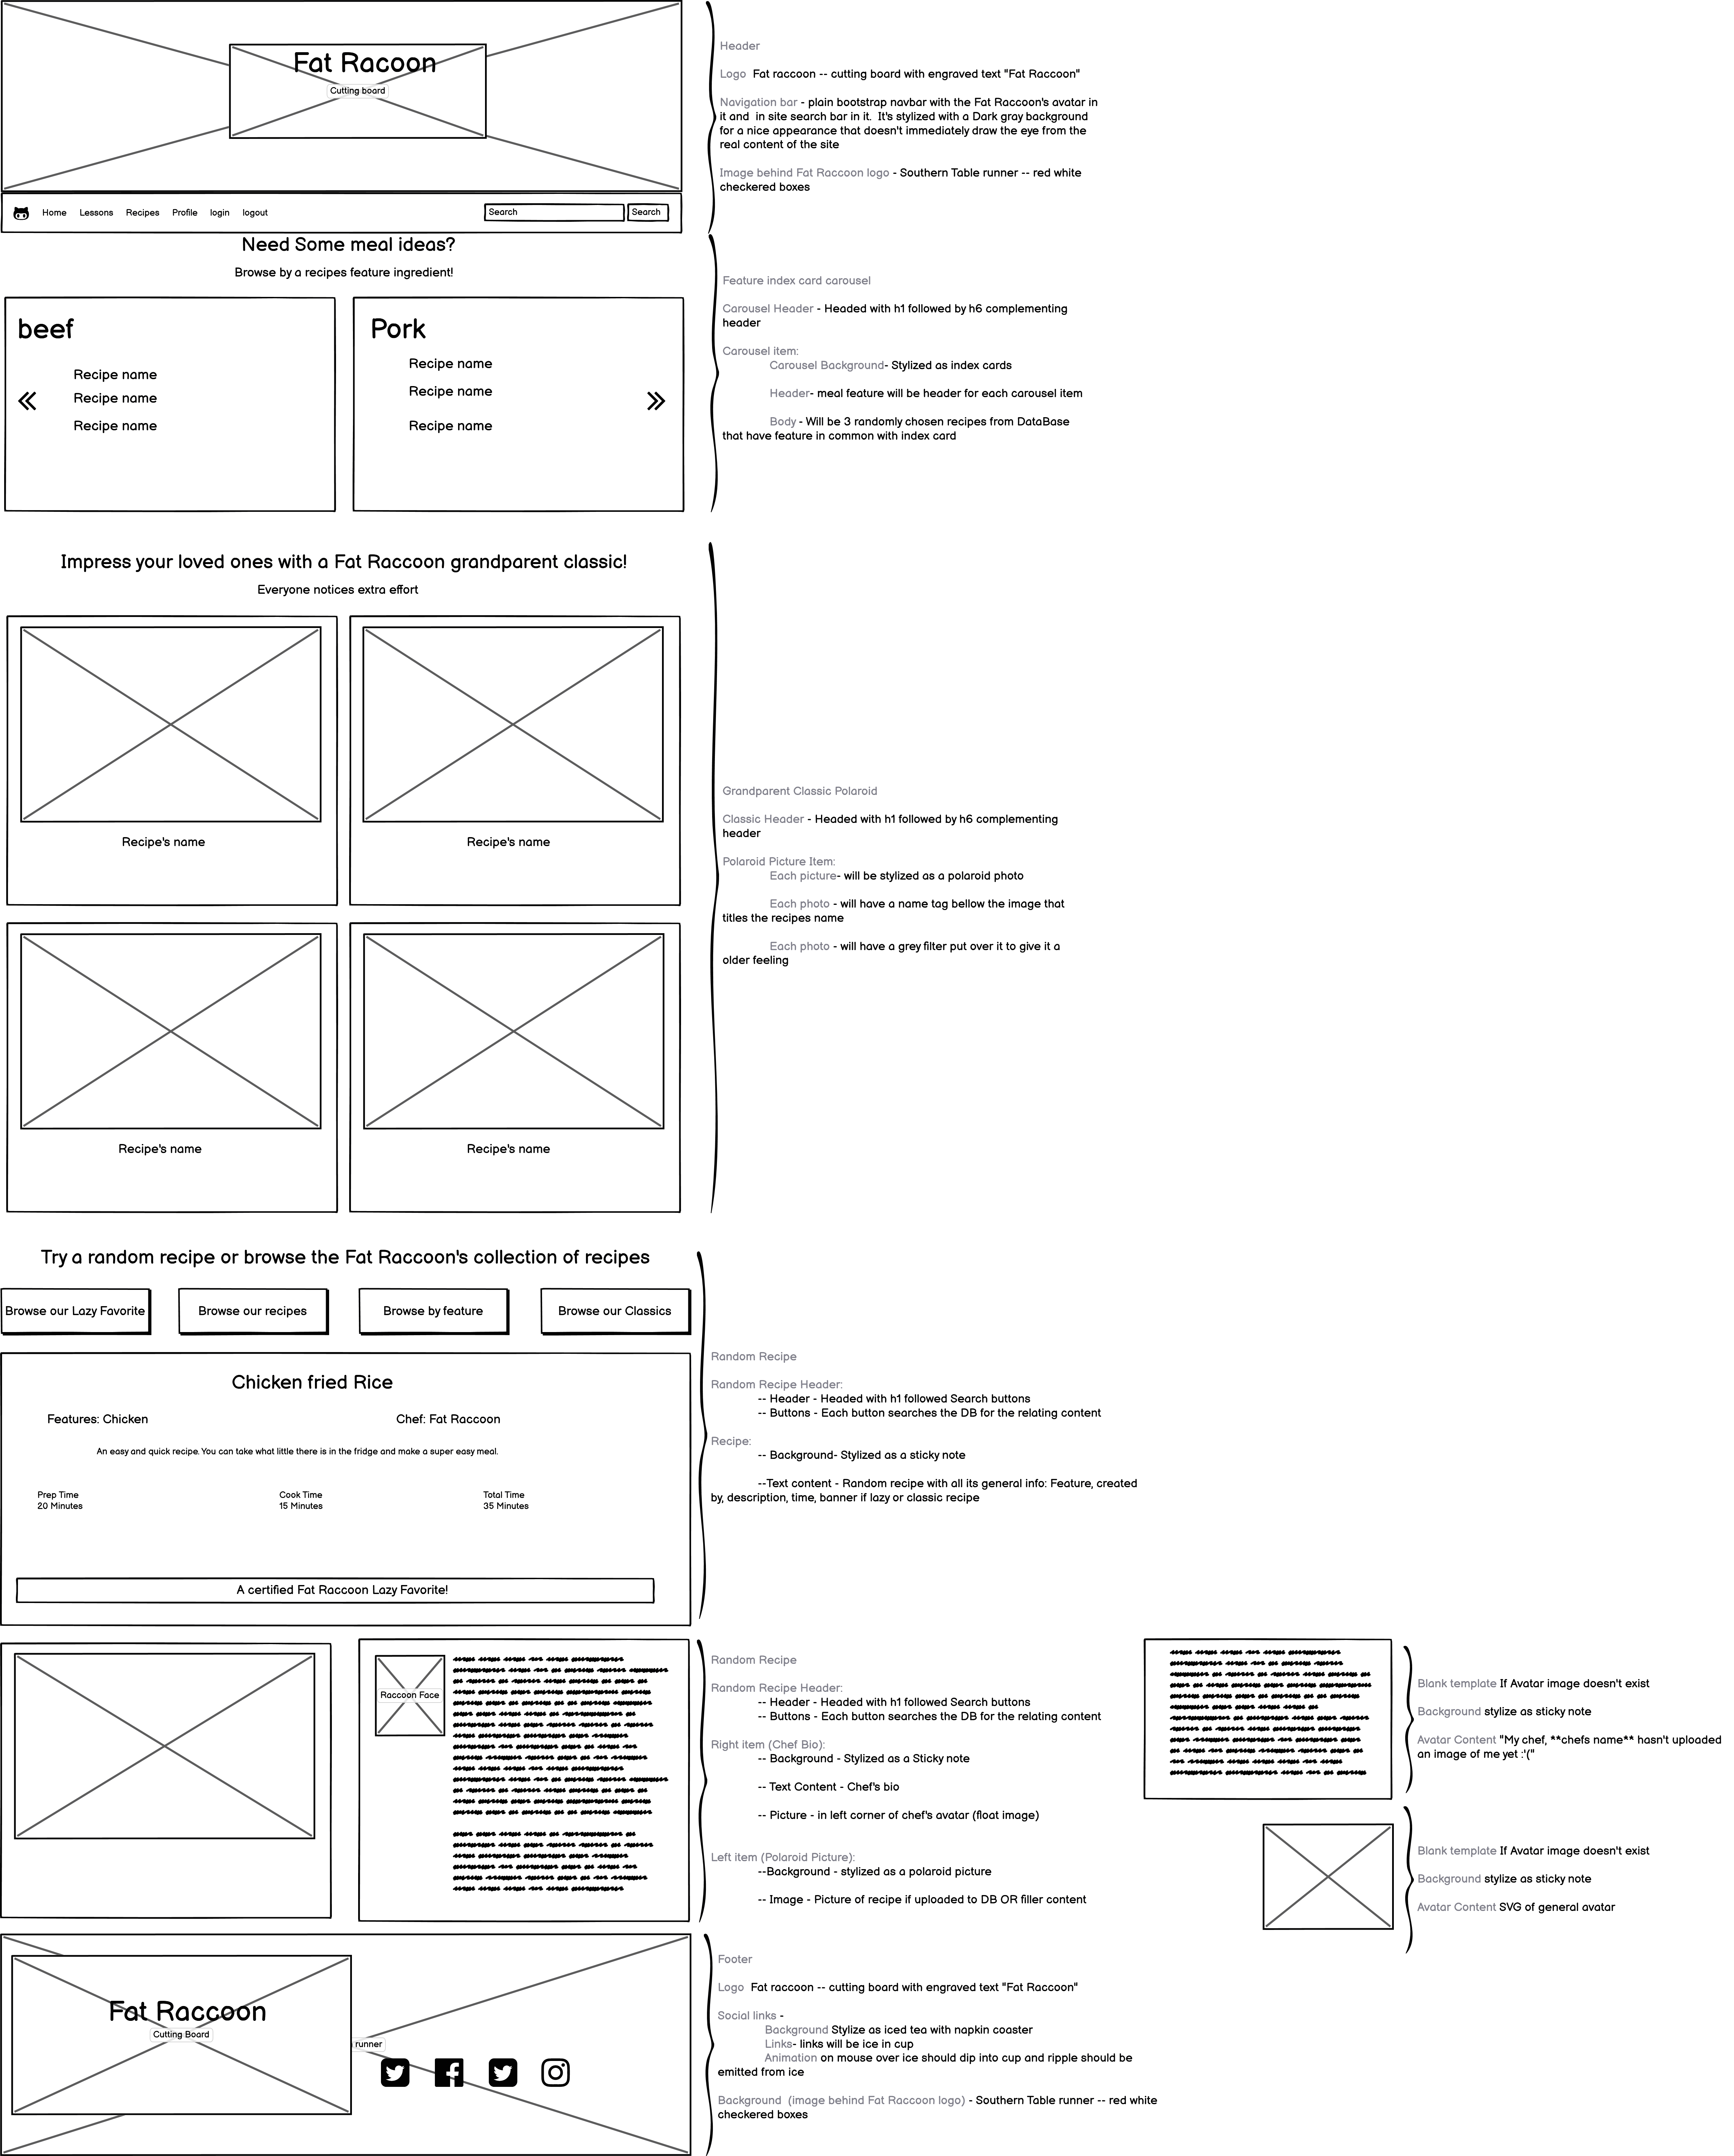 Fat Racoon
Cutting board
Home Lessons Recipes Profile login logout
Search Search
Header
Logo Fat raccoon -- cutting board with engraved text "Fat Raccoon"
Navigation bar - plain bootstrap navbar with the Fat Raccoon's avatar in
it and in site search bar in it. It's stylized with a Dark gray background
for a nice appearance that doesn't immediately draw the eye from the
real content of the site
Image behind Fat Raccoon logo - Southern Table runner -- red white
checkered boxes
Need Some meal ideas?
Browse by a recipes feature ingredient!
beef
Recipe name
Recipe name
Recipe name
Pork
Recipe name
Recipe name
Recipe name
Feature index card carousel
Carousel Header - Headed with h1 followed by h6 complementing
header
Carousel item:
Carousel Background- Stylized as index cards
Header- meal feature will be header for each carousel item
Body - Will be 3 randomly chosen recipes from DataBase
that have feature in common with index card
Impress your loved ones with a Fat Raccoon grandparent classic!
Everyone notices extra effort
Recipe's name
Recipe's name
Recipe's name
Recipe's name
Grandparent Classic Polaroid
Classic Header - Headed with h1 followed by h6 complementing
header
Polaroid Picture Item:
Each picture- will be stylized as a polaroid photo
Each photo - will have a name tag bellow the image that
titles the recipes name
Each photo - will have a grey filter put over it to give it a
older feeling
Try a random recipe or browse the Fat Raccoon's collection of recipes
Browse our Lazy Favorite
Browse our recipes
Browse by feature
Browse our Classics
Chicken fried Rice
Features: Chicken
Chef: Fat Raccoon
An easy and quick recipe. You can take what little there is in the fridge and make a super easy meal.
Prep Time
20 Minutes
Cook Time
15 Minutes
Total Time
35 Minutes
A certified Fat Raccoon Lazy Favorite!
Random Recipe
Random Recipe Header:
-- Header - Headed with h1 followed Search buttons
-- Buttons - Each button searches the DB for the relating content
Recipe:
-- Background- Stylized as a sticky note
--Text content - Random recipe with all its general info: Feature, created
by, description, time, banner if lazy or classic recipe
Raccoon Face
Random Recipe
Random Recipe Header:
-- Header - Headed with h1 followed Search buttons
-- Buttons - Each button searches the DB for the relating content
Right item (Chef Bio):
-- Background - Stylized as a Sticky note
-- Text Content - Chef's bio
-- Picture - in left corner of chef's avatar (float image)
Left item (Polaroid Picture):
--Background - stylized as a polaroid picture
-- Image - Picture of recipe if uploaded to DB OR filler content
Blank template If Avatar image doesn't exist
Background stylize as sticky note
Avatar Content "My chef, **chefs name** hasn't uploaded
an image of me yet :'("
Blank template If Avatar image doesn't exist
Background stylize as sticky note
Avatar Content SVG of general avatar
Fat Raccoon
Cutting Board
runner
Footer
Logo Fat raccoon -- cutting board with engraved text "Fat Raccoon"
Social links -
Background Stylize as iced tea with napkin coaster
Links- links will be ice in cup
Animation on mouse over ice should dip into cup and ripple should be
emitted from ice
Background (image behind Fat Raccoon logo) - Southern Table runner -- red white
checkered boxes